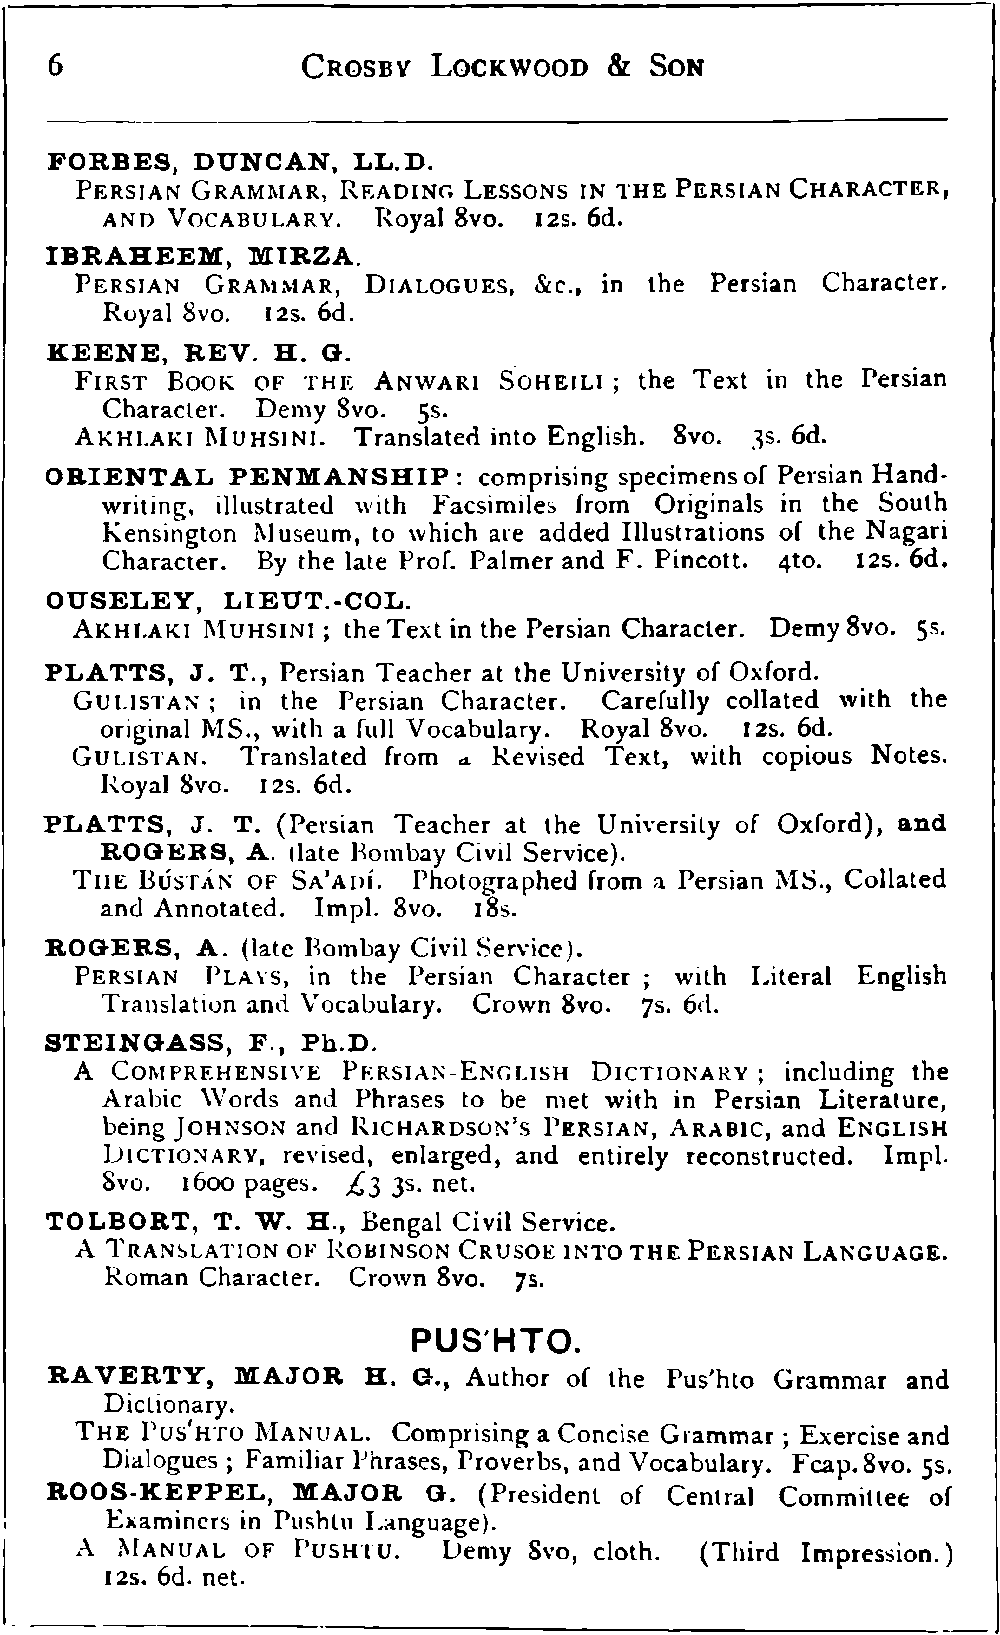 6 CROSBY LOCKWOOD & SON
FORBES, DUNCAN, LL.D.
PERSIAN GRAMMAR, READING LESSONS IN THE PERSIAN CHARACTER,
AND VOCABULARY. Royal 8vo. 12s. 6d.
IBRAHEEM, MIRZA.
PERSIAN GRAMMAR, DIALOGUES, &c., in the Persian Character.
Royal 8vo. 12s. 6d.
KEENE, REV. H. G.
FIRST BOOK OF THE ANWARI SOHEILI; the Text in the Persian
Character. Demy 8vo. 5s.
AKHLAKI MUHSINI. Translated into English. 8vo. 3s. 6d.
ORIENTAL PENMANSHIP: comprising specimens of Persian Hand-
writing, illustrated with Facsimiles from Originals in the South
Kensington Museum, to which are added Illustrations of the Nagari
Character. By the late Prof. Palmer and F. Pincott. 4to. 12s. 6d.
OUSELEY, LIEUT.-COL.
AKHLAKI MUHSINI; the Text in the Persian Character. Demy 8vo. 5s.
PLATTS, J. T., Persian Teacher at the University of Oxford.
GULISTAN; in the Persian Character. Carefully collated with the
original MS., with a full Vocabulary. Royal 8vo. 12s. 6d.
GULISTAN. Translated from a Revised Text, with copious Notes.
Royal 8vo. 12s. 6d.
PLATTS, J. T. (Persian Teacher at the University of Oxford), and
ROGERS, A. (late Bombay Civil Service).
THE BÚSTÁN OF SA'ADÍ. Photographed from a Persian MS., Collated
and Annotated. Impl. 8vo. 18s.
ROGERS, A. (late Bombay Civil Service).
PERSIAN PLAYS, in the Persian Character; with Literal English
Translation and Vocabulary. Crown 8vo. 7s. 6d.
STEINGASS, F., Ph.D.
A COMPREHENSIVE PERSIAN-ENGLISH DICTIONARY; including the
Arabic Words and Phrases to be met with in Persian Literature,
being JOHNSON and RICHARDSON'S PERSIAN, ARABIC, and ENGLISH
DICTIONARY, revised, enlarged, and entirely reconstructed. Impl.
8vo. 1600 pages. £3 3s. net.
TOLBORT, T. W. H., Bengal Civil Service.
A TRANSLATION OF ROBINSON CRUSOE INTO THE PERSIAN LANGUAGE.
Roman Character. Crown 8vo. 7s.
PUS'HTO.
RAVERTY, MAJOR H. G., Author of the Pus'hto Grammar and
Dictionary.
THE PUS'HTO MANUAL. Comprising a Concise Grammar; Exercise and
Dialogues; Familiar Phrases, Proverbs, and Vocabulary. Fcap. 8vo. 5s.
ROOS-KEPPEL, MAJOR G. (President of Central Committee of
Examiners in Pushtu Language).
A MANUAL OF PUSHTU. Demy 8vo, cloth. (Third Impression.)
12s. 6d. net.